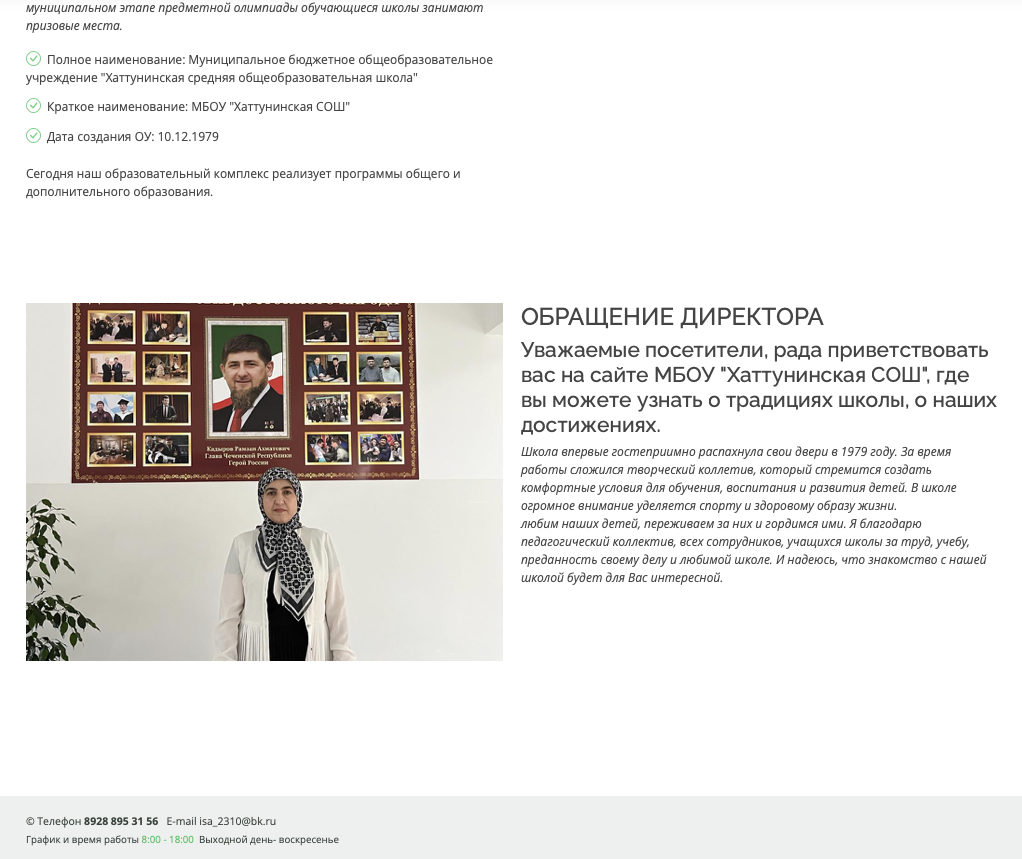 муниципальном этапе предметной олимпиады обучающиеся школы занимают
призовые места.
Полное наименование: Муниципальное бюджетное общеобразовательное
учреждение "Хаттунинская средняя общеобразовательная школа"
Краткое наименование: МБОУ "Хаттунинская СОШ"
Дата создания ОУ: 10.12.1979
Сегодня наш образовательный комплекс реализует программы общего и
дополнительного образования.
Кадыров Рамзан Ахматович
Глава Чеченской Республики
Герой России
ОБРАЩЕНИЕ ДИРЕКТОРА
Уважаемые посетители, рада приветствовать
вас на сайте МБОУ "Хаттунинская СОШ", где
вы можете узнать о традициях школы, о наших
достижениях.
Школа впервые гостеприимно распахнула свои двери в 1979 году. За время
работы сложился творческий коллетив, который стремится создать
комфортные условия для обучения, воспитания и развития детей. В школе
огромное внимание уделяется спорту и здоровому образу жизни.
любим наших детей, переживаем за них и гордимся ими. Я благодарю
педагогический коллектив, всех сотрудников, учащихся школы за труд, учебу,
преданность своему делу и любимой школе. И надеюсь, что знакомство с нашей
школой будет для Вас интересной.
© Телефон 8928 895 31 56 E-mail isa_2310@bk.ru
График и время работы 8:00 - 18:00 Выходной день- воскресенье